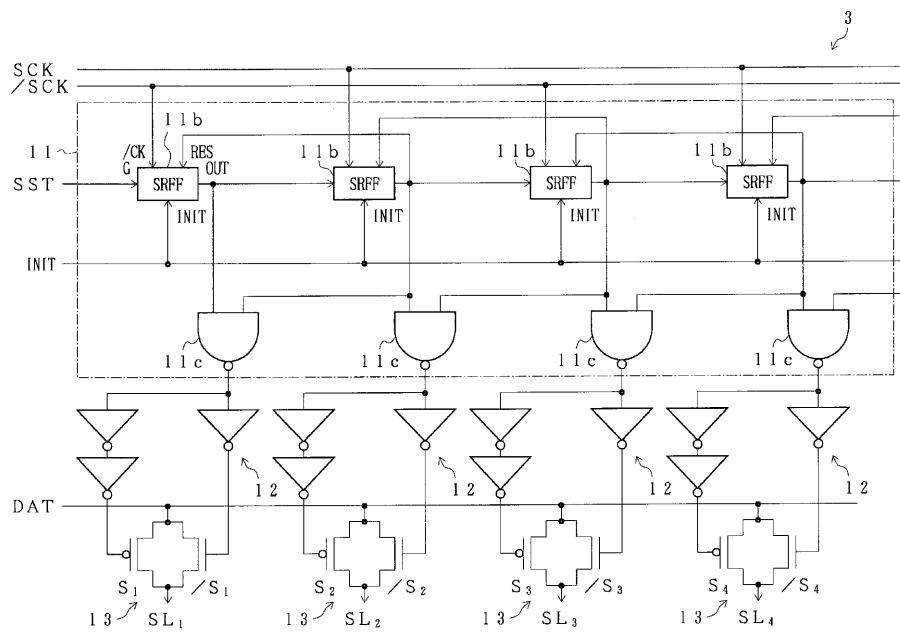 3
SCK
/SCK
11
11b
/CK
G
RES
OUT
11b
11b
11b
SST
SRFF
SRFF
SRFF
SRFF
INIT
INIT
INIT
INIT
INIT
11c
11c
11c
11c
12
12
12
12
DAT
S1
/S1
S2
/S2
S3
/S3
S4
/S4
13
SL1
13
SL2
13
SL3
13
SL4